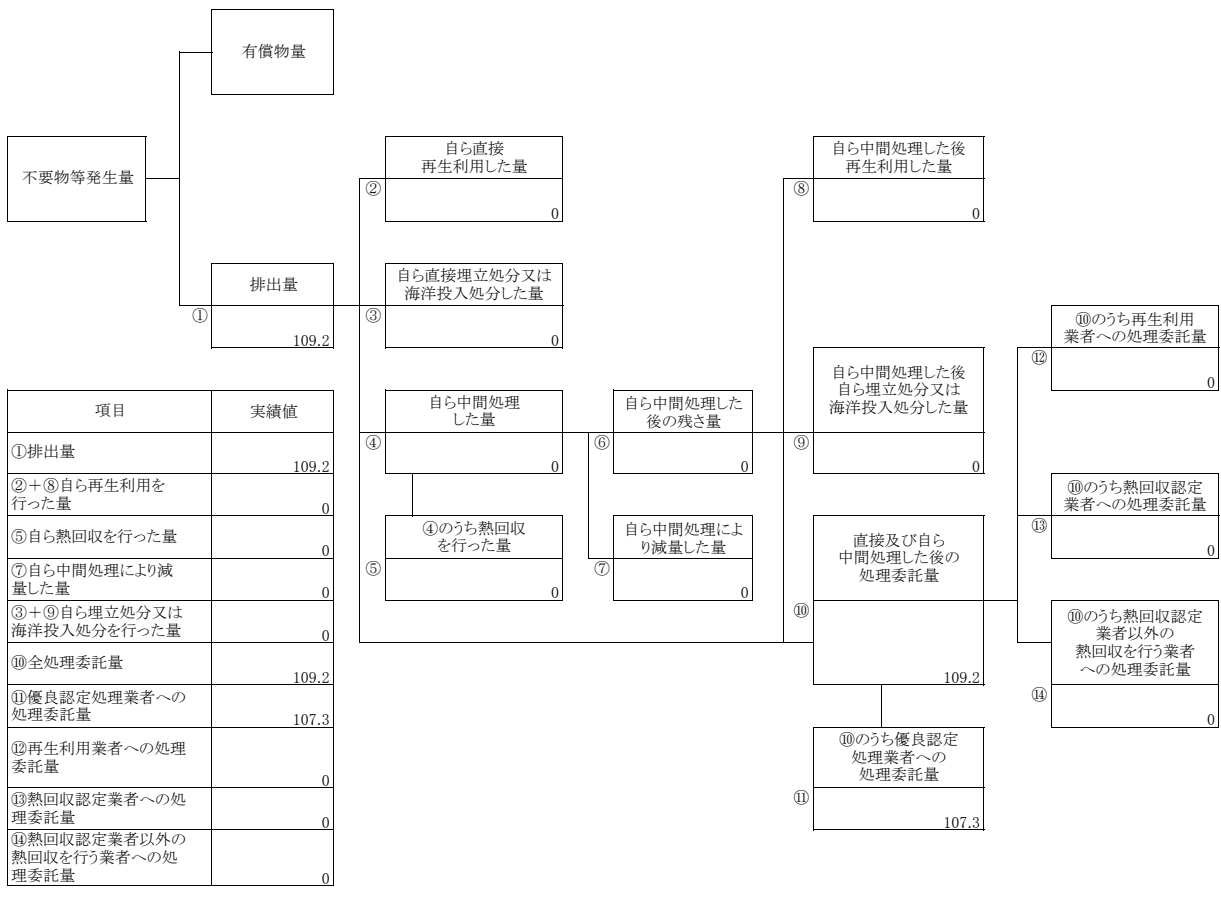 有償物量
不要物等発生量
自ら直接
再生利用した量
②
0
自ら中間処理した後
再生利用した量
⑧
0
排出量
①
109.2
自ら直接埋立処分又は
海洋投入処分した量
③
0
⑩のうち再生利用
業者への処理委託量
⑫
0
自ら中間処理
した量
④
0
自ら中間処理した
後の残さ量
⑥
0
自ら中間処理した後
自ら埋立処分又は
海洋投入処分した量
⑨
0
⑩のうち熱回収認定
業者への処理委託量
⑬
0
④のうち熱回収
を行った量
⑤
0
自ら中間処理によ
り減量した量
⑦
0
直接及び自ら
中間処理した後の
処理委託量
⑩
109.2
⑩のうち熱回収認定
業者以外の
熱回収を行う業者
への処理委託量
⑭
0
⑩のうち優良認定
処理業者への
処理委託量
⑪
107.3
項目 実績値
①排出量
109.2
②＋⑧自ら再生利用を
行った量
0
⑤自ら熱回収を行った量
0
⑦自ら中間処理により減
量した量
0
③＋⑨自ら埋立処分又は
海洋投入処分を行った量
0
⑩全処理委託量
109.2
⑪優良認定処理業者への
処理委託量
107.3
⑫再生利用業者への処理
委託量
0
⑬熱回収認定業者への処
理委託量
0
⑭熱回収認定業者以外の
熱回収を行う業者への処
理委託量
0